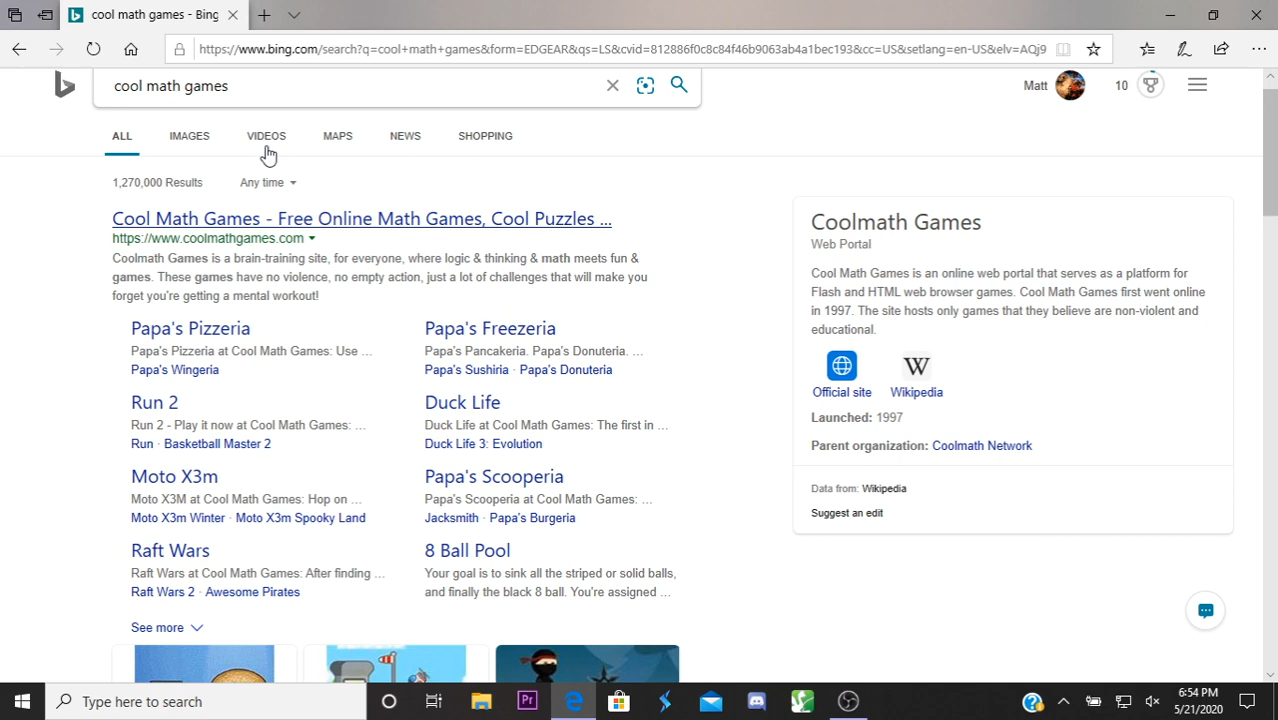 cool math games - Bing
https://www.bing.com/search?q=cool+math+games&form=EDGEAR&qs=LS&cvid=812886f0c8c84f46b9063ab4a1bec193&cc=US&setlang=en-US&elv=AQj9
cool math games
Matt
10
ALL IMAGES VIDEOS MAPS NEWS SHOPPING
1,270,000 Results Any time
Cool Math Games - Free Online Math Games, Cool Puzzles ...
https://www.coolmathgames.com
Coolmath Games is a brain-training site, for everyone, where logic & thinking & math meets fun &
games. These games have no violence, no empty action, just a lot of challenges that will make you
forget you're getting a mental workout!
Papa's Pizzeria
Papa's Pizzeria at Cool Math Games: Use ...
Papa's Wingeria
Papa's Freezeria
Papa's Pancakeria. Papa's Donuteria. ...
Papa's Sushiria · Papa's Donuteria
Run 2
Run 2 - Play it now at Cool Math Games: ...
Run · Basketball Master 2
Duck Life
Duck Life at Cool Math Games: The first in ...
Duck Life 3: Evolution
Moto X3m
Moto X3M at Cool Math Games: Hop on ...
Moto X3m Winter · Moto X3m Spooky Land
Papa's Scooperia
Papa's Scooperia at Cool Math Games: ...
Jacksmith · Papa's Burgeria
Raft Wars
Raft Wars at Cool Math Games: After finding ...
Raft Wars 2 · Awesome Pirates
8 Ball Pool
Your goal is to sink all the striped or solid balls,
and finally the black 8 ball. You're assigned ...
See more
Coolmath Games
Web Portal
Cool Math Games is an online web portal that serves as a platform for
Flash and HTML web browser games. Cool Math Games first went online
in 1997. The site hosts only games that they believe are non-violent and
educational.
W
Official site Wikipedia
Launched: 1997
Parent organization: Coolmath Network
Data from: Wikipedia
Suggest an edit
Type here to search
Pr
6:54 PM
5/21/2020